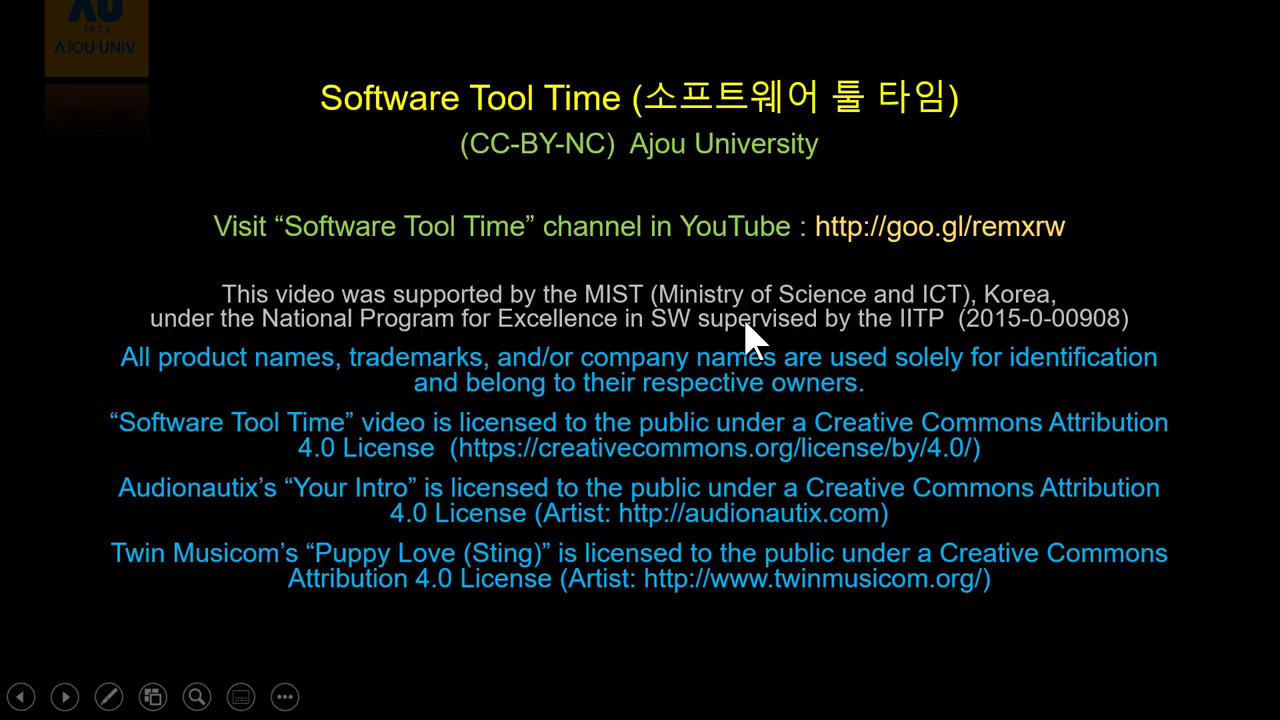 AU
1973
AJOU UNIV.
Software Tool Time (소프트웨어 툴 타임)
(CC-BY-NC) Ajou University
Visit “Software Tool Time” channel in YouTube : http://goo.gl/remxrw
This video was supported by the MIST (Ministry of Science and ICT), Korea,
under the National Program for Excellence in SW supervised by the IITP (2015-0-00908)
All product names, trademarks, and/or company names are used solely for identification
and belong to their respective owners.
“Software Tool Time” video is licensed to the public under a Creative Commons Attribution
4.0 License (https://creativecommons.org/license/by/4.0/)
Audionautix’s “Your Intro” is licensed to the public under a Creative Commons Attribution
4.0 License (Artist: http://audionautix.com)
Twin Musicom’s “Puppy Love (Sting)” is licensed to the public under a Creative Commons
Attribution 4.0 License (Artist: http://www.twinmusicom.org/)